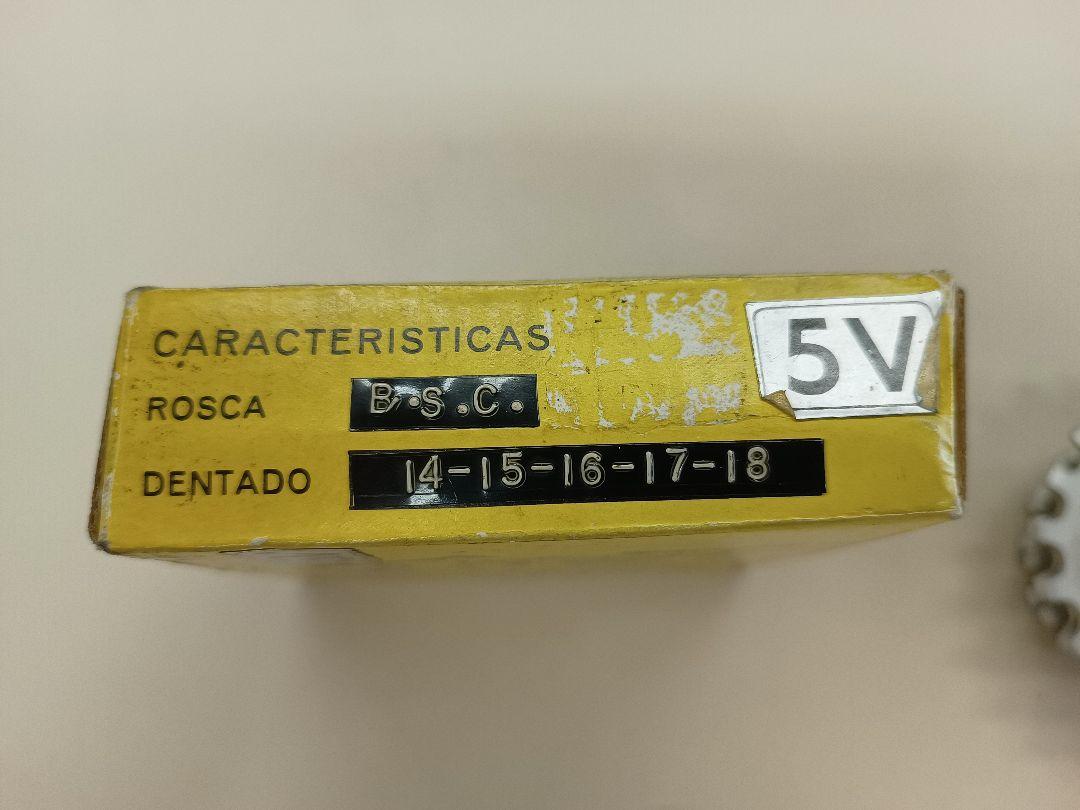 CARACTERISTICAS
5V
ROSCA B.S.C.
DENTADO 14-15-16-17-18